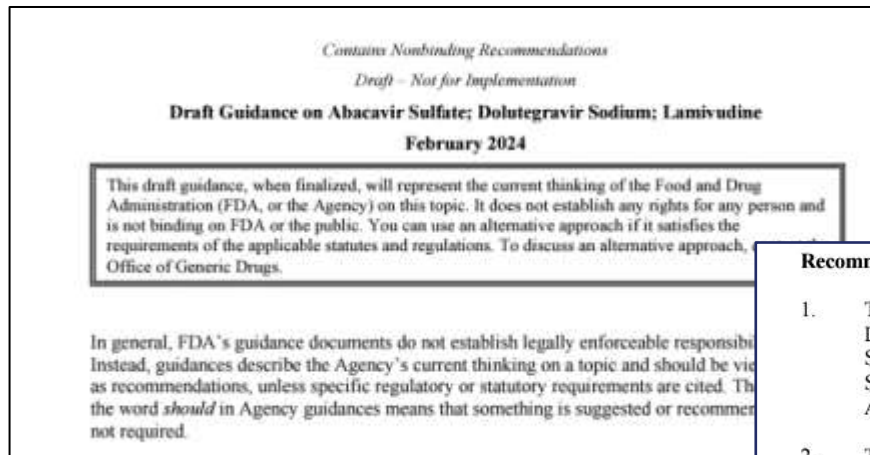 Contains Nonbinding Recommendations
Draft – Not for Implementation
Draft Guidance on Abacavir Sulfate; Dolutegravir Sodium; Lamivudine
February 2024
This draft guidance, when finalized, will represent the current thinking of the Food and Drug
Administration (FDA, or the Agency) on this topic. It does not establish any rights for any person and
is not binding on FDA or the public. You can use an alternative approach if it satisfies the
requirements of the applicable statutes and regulations. To discuss an alternative approach,
Office of Generic Drugs.
In general, FDA's guidance documents do not establish legally enforceable
Instead, guidances describe the Agency's current thinking on a topic and should be
as recommendations, unless specific regulatory or statutory requirements are cited.
the word should in Agency guidances means that something is suggested or
not required.
1.